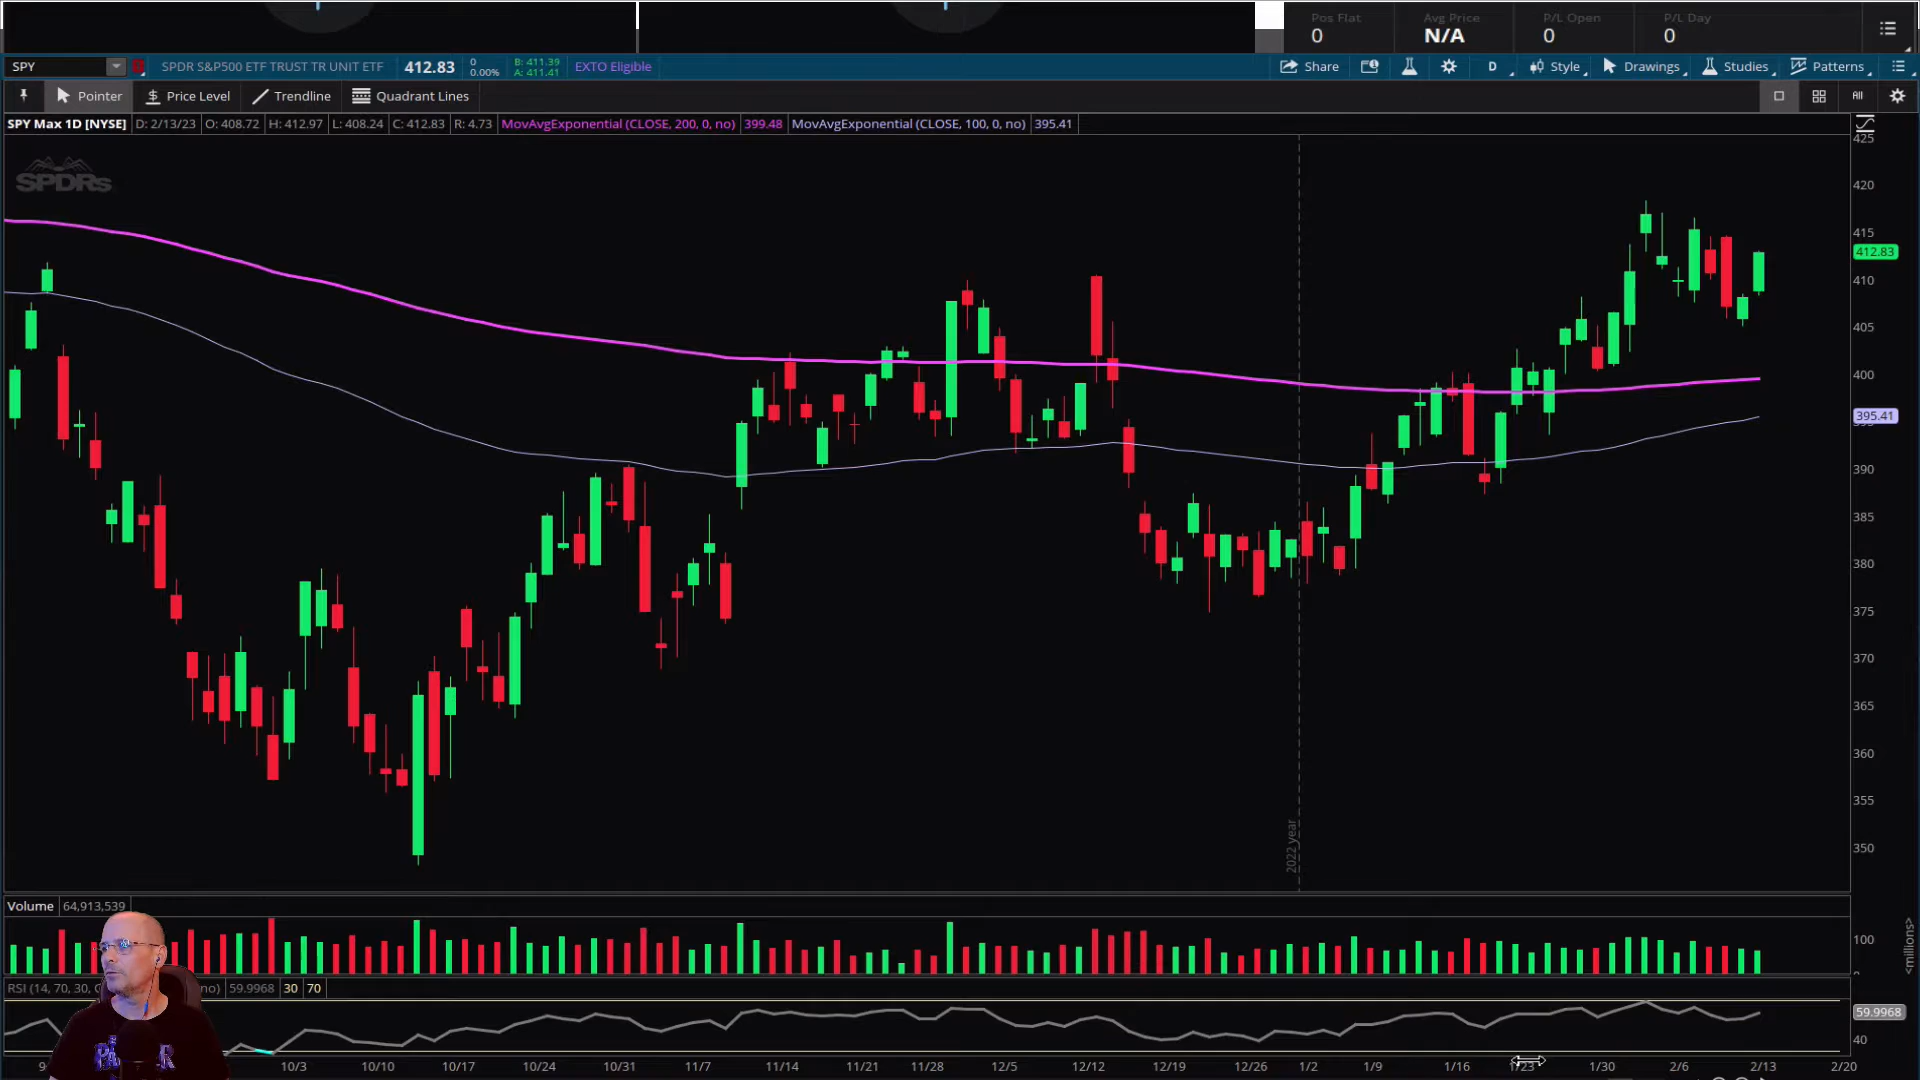 Pos Flat Avg Price P/L Open P/L Day
0 N/A 0 0
SPY SPDR S&P500 ETF TRUST TR UNIT ETF 412.83 0 0.00% B: 411.39 A: 411.41 EXTO Eligible Share D Style Drawings Studies Patterns
Pointer Price Level Trendline Quadrant Lines All
SPY Max 1D [NYSE] D: 2/13/23 O: 408.72 H: 412.97 L: 408.24 C: 412.83 R: 4.73 MovAvgExponential (CLOSE, 200, 0, no) 399.48 MovAvgExponential (CLOSE, 100, 0, no) 395.41
SPDRs
425
420
415
412.83
410
405
400
395.41
390
385
380
375
370
365
360
355
350
2022 year
Volume 64,913,539
100
<millions>
RSI (14, 70, 30, no) 59.9968 30 70
59.9968
40
10/3 10/10 10/17 10/24 10/31 11/7 11/14 11/21 11/28 12/5 12/12 12/19 12/26 1/2 1/9 1/16 1/23 1/30 2/6 2/13 2/20